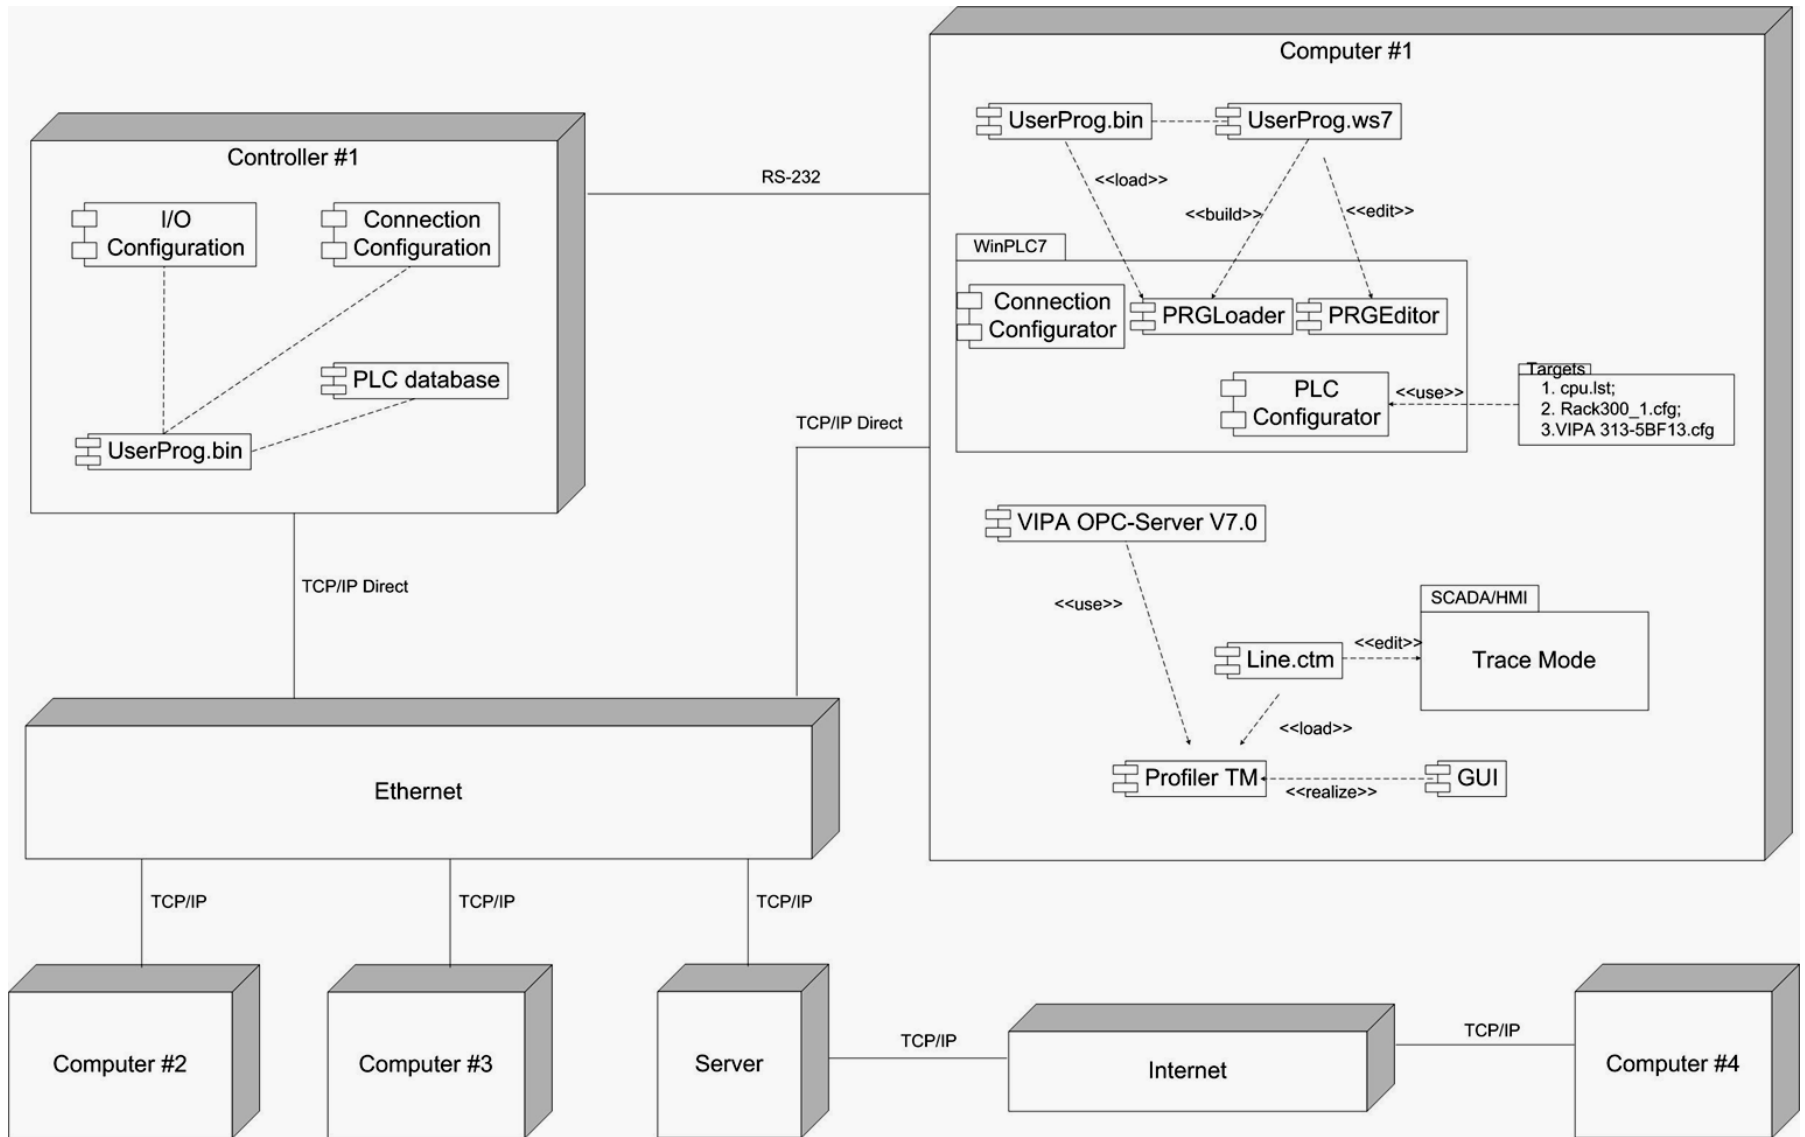 Computer #1
UserProg.bin
UserProg.ws7
Controller #1
RS-232
<<load>>
<<build>>
<<edit>>
I/O
Configuration
Connection
Configuration
WinPLC7
Connection
Configurator
PRGLoader
PRGEditor
PLC database
PLC
Configurator
<<use>>
Targets
1. cpu.lst;
2. Rack300_1.cfg;
3.VIPA 313-5BF13.cfg
TCP/IP Direct
UserProg.bin
VIPA OPC-Server V7.0
TCP/IP Direct
<<use>>
SCADA/HMI
<<edit>>
Line.ctm
Trace Mode
<<load>>
Profiler TM
GUI
<<realize>>
Ethernet
TCP/IP
TCP/IP
TCP/IP
Computer #2
Computer #3
Server
TCP/IP
Internet
TCP/IP
Computer #4